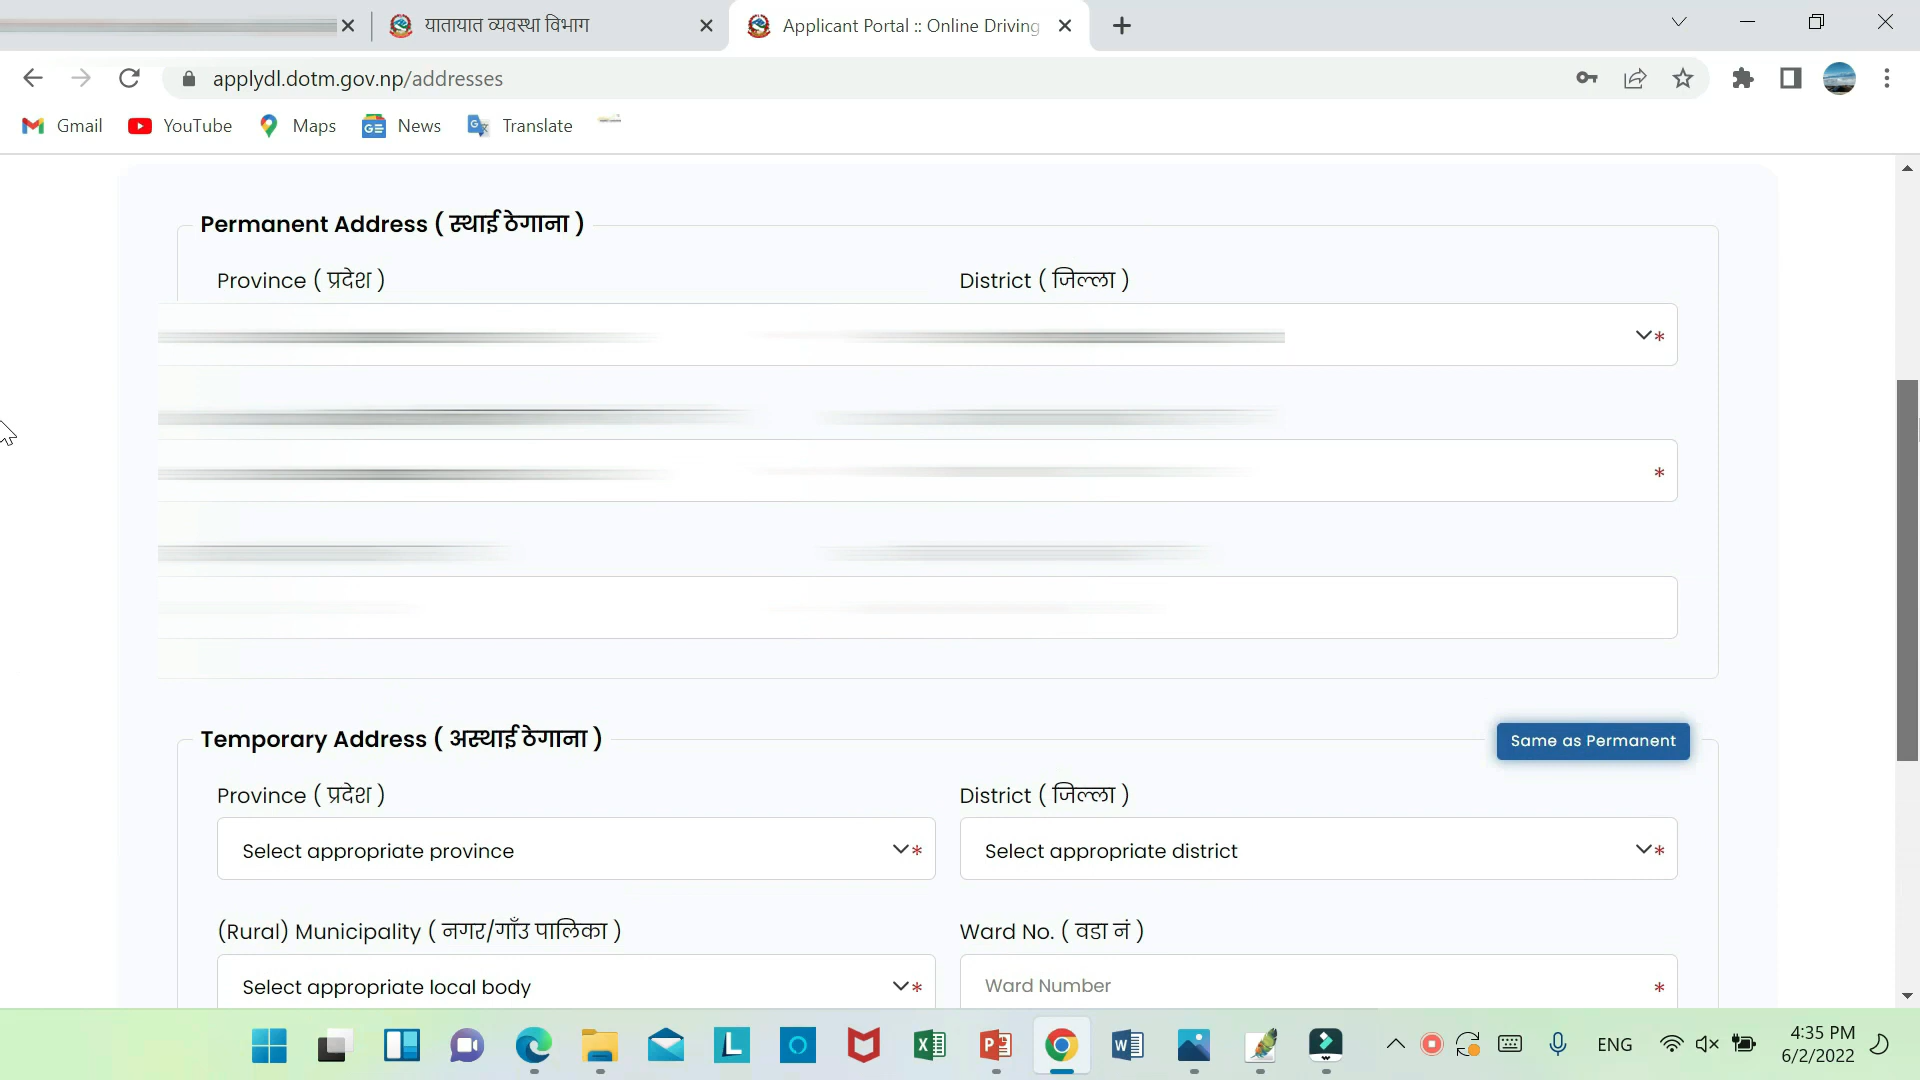 यातायात व्यवस्था विभाग
Applicant Portal :: Online Driving
applydl.dotm.gov.np/addresses
Gmail YouTube Maps News Translate
Permanent Address ( स्थाई ठेगाना )
Province ( प्रदेश ) District ( जिल्ला )
*
*
Temporary Address ( अस्थाई ठेगाना ) Same as Permanent
Province ( प्रदेश ) District ( जिल्ला )
Select appropriate province * Select appropriate district *
(Rural) Municipality ( नगर/गाँउ पालिका ) Ward No. ( वडा नं )
Select appropriate local body * Ward Number *
ENG 4:35 PM
6/2/2022